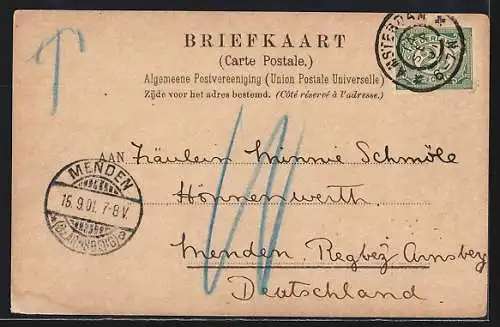 T
BRIEFKAART
(Carte Postale.)
Algemeene Postvereeniging (Union Postale Universelle)
Zijde voor het adres bestemd. (Côté réservé à l'adresse.)
AMSTERDAM
AAN Fräulein Minnie Schmöle
Hönnenwerth
Menden, Regbez Arnsberg
Deutschland.
MENDEN
15.9.01. 7-8V.